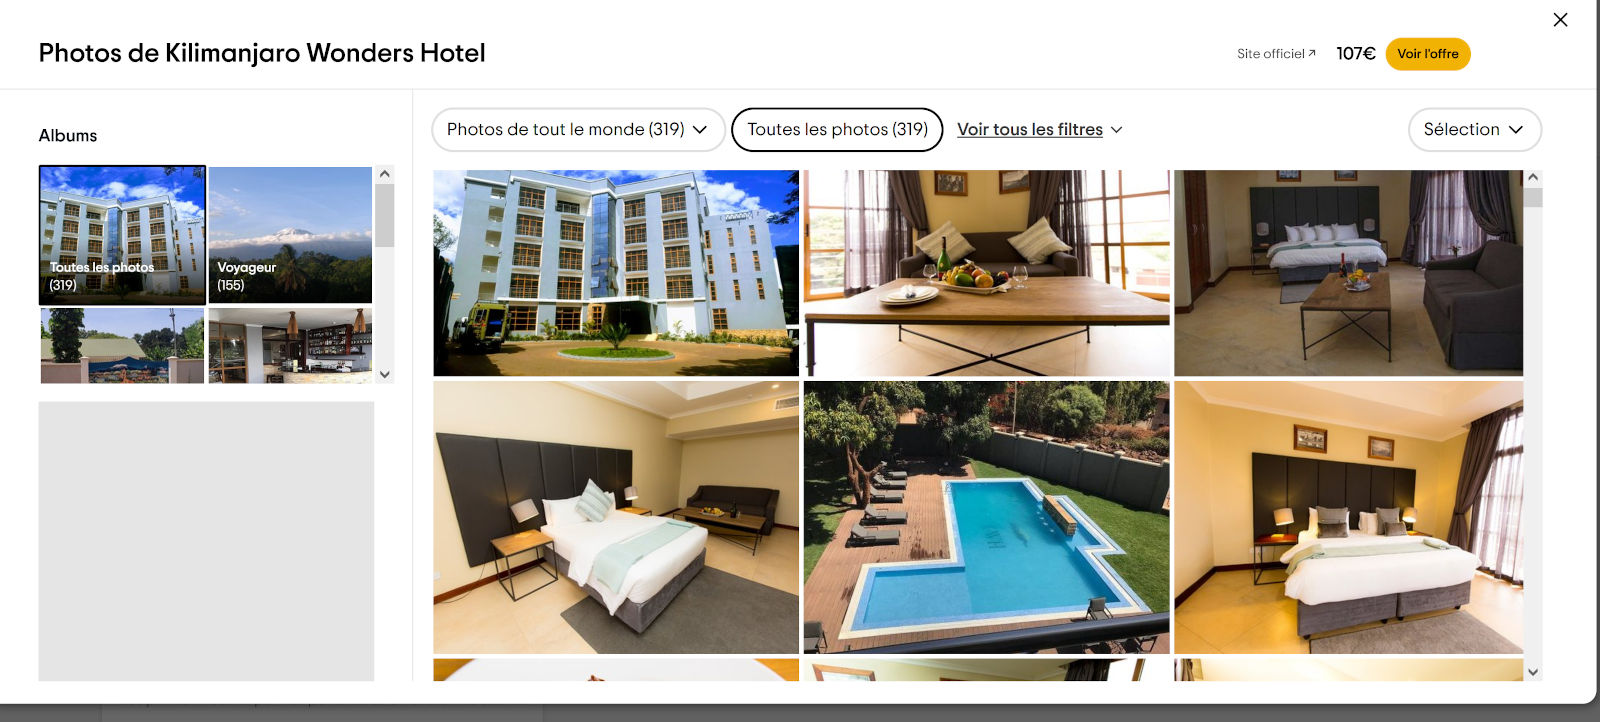 Photos de Kilimanjaro Wonders Hotel
Site officiel ↗ 107€ Voir l'offre
Albums
Photos de tout le monde (319) Toutes les photos (319) Voir tous les filtres Sélection
Toutes les photos
(319)
Voyageur
(155)